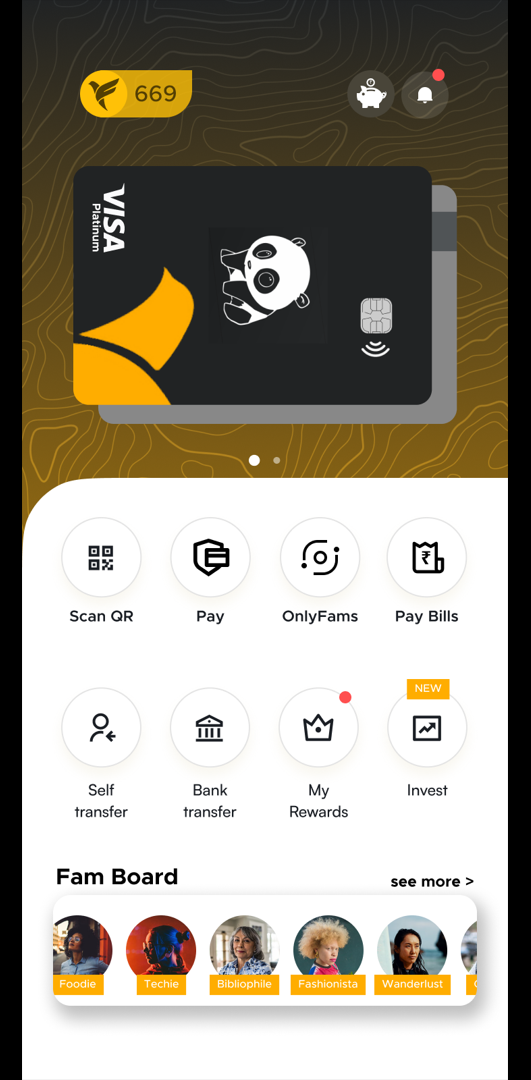 669
VISA
Platinum
Scan QR
Pay
OnlyFams
Pay Bills
NEW
Self
transfer
Bank
transfer
My
Rewards
Invest
Fam Board
see more >
Foodie
Techie
Bibliophile
Fashionista
Wanderlust